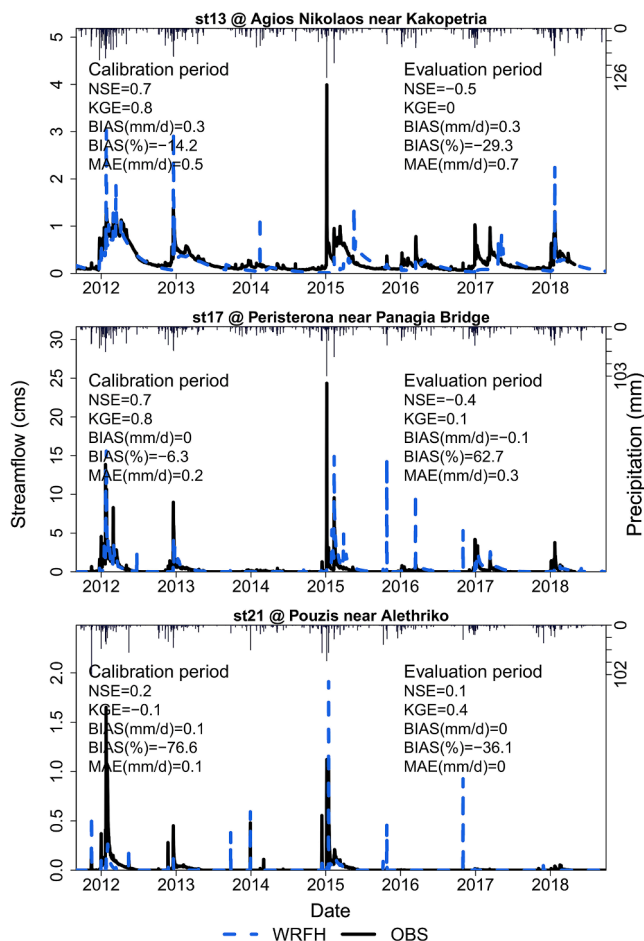 st13 @ Agios Nikolaos near Kakopetria
5
4
3
2
1
0
0
126
Calibration period
NSE=0.7
KGE=0.8
BIAS(mm/d)=0.3
BIAS(%)=−14.2
MAE(mm/d)=0.5
Evaluation period
NSE=−0.5
KGE=0
BIAS(mm/d)=0.3
BIAS(%)=−29.3
MAE(mm/d)=0.7
2012 2013 2014 2015 2016 2017 2018
st17 @ Peristerona near Panagia Bridge
30
25
20
15
10
5
0
0
103
Calibration period
NSE=0.7
KGE=0.8
BIAS(mm/d)=0
BIAS(%)=−6.3
MAE(mm/d)=0.2
Evaluation period
NSE=−0.4
KGE=0.1
BIAS(mm/d)=−0.1
BIAS(%)=62.7
MAE(mm/d)=0.3
Streamflow (cms)
Precipitation (mm)
2012 2013 2014 2015 2016 2017 2018
st21 @ Pouzis near Alethriko
2.0
1.5
1.0
0.5
0.0
0
102
Calibration period
NSE=0.2
KGE=−0.1
BIAS(mm/d)=0.1
BIAS(%)=−76.6
MAE(mm/d)=0.1
Evaluation period
NSE=0.1
KGE=0.4
BIAS(mm/d)=0
BIAS(%)=−36.1
MAE(mm/d)=0
2012 2013 2014 2015 2016 2017 2018
Date
WRFH OBS